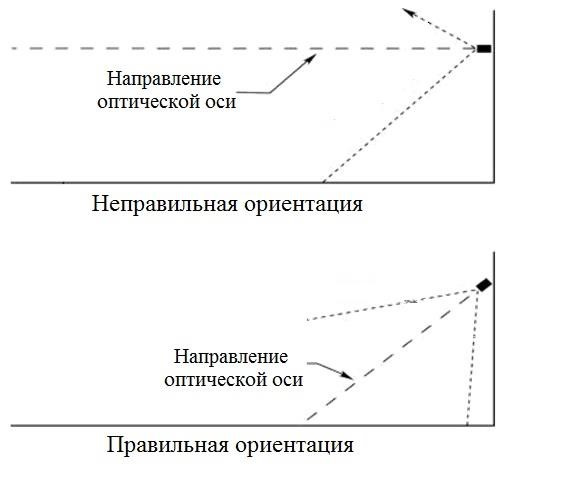 Направление
оптической оси
Неправильная ориентация
Направление
оптической оси
Правильная ориентация